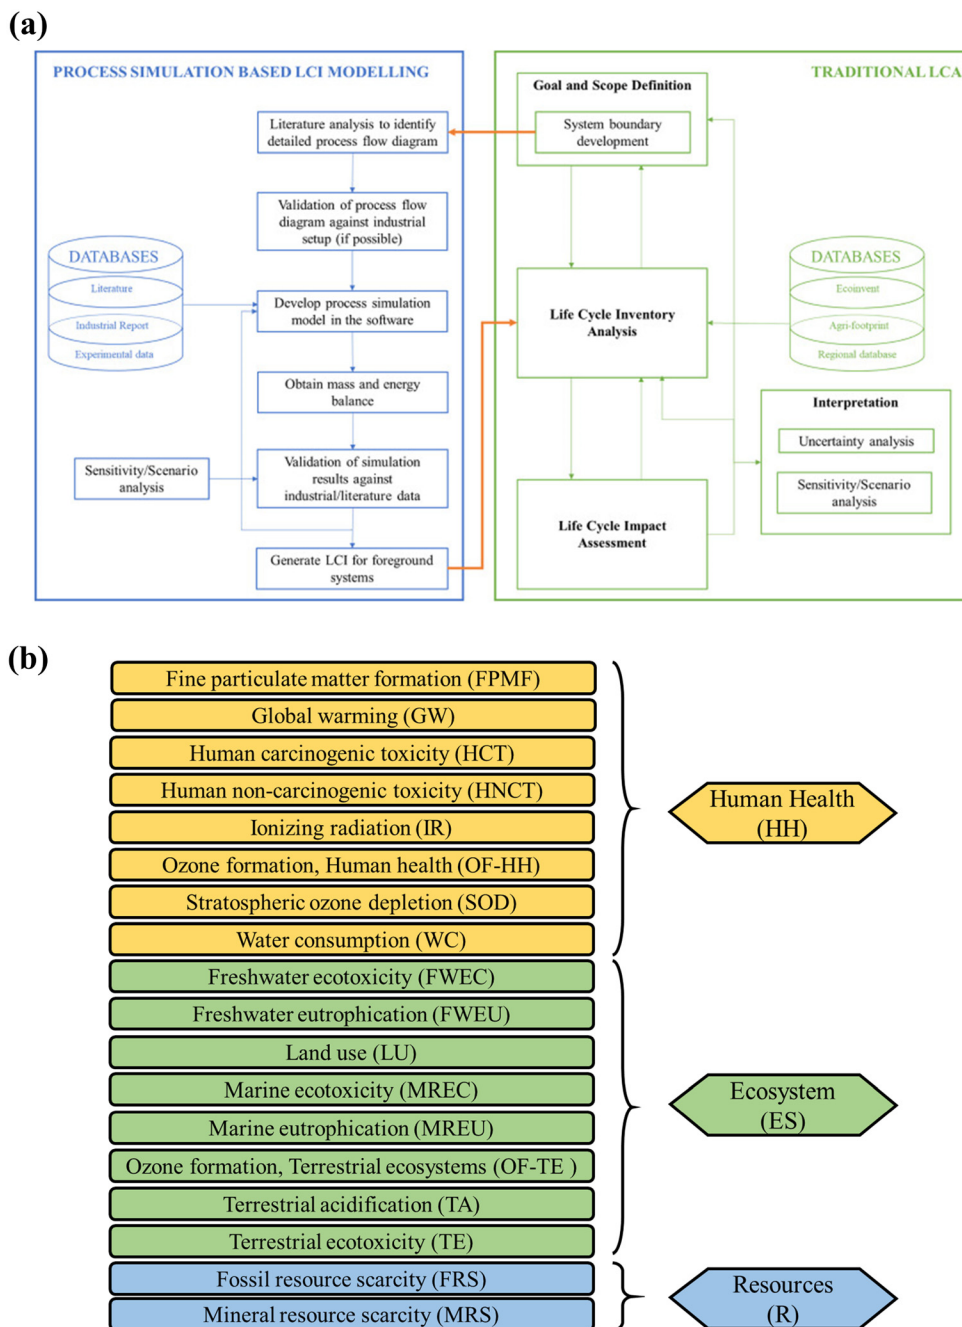 (a)
PROCESS SIMULATION BASED LCI MODELLING
Literature analysis to identify
detailed process flow diagram
Validation of process flow
diagram against industrial
setup (if possible)
DATABASES
Literature
Industrial Report
Experimental data
Develop process simulation
model in the software
Obtain mass and energy
balance
Sensitivity/Scenario
analysis
Validation of simulation
results against
industrial/literature data
Generate LCI for foreground
systems
TRADITIONAL LCA
Goal and Scope Definition
System boundary
development
Life Cycle Inventory
Analysis
DATABASES
Ecoinvent
Agri-footprint
Regional database
Interpretation
Uncertainty analysis
Sensitivity/Scenario
analysis
Life Cycle Impact
Assessment
(b)
Fine particulate matter formation (FPMF)
Global warming (GW)
Human carcinogenic toxicity (HCT)
Human non-carcinogenic toxicity (HNCT)
Ionizing radiation (IR)
Ozone formation, Human health (OF-HH)
Stratospheric ozone depletion (SOD)
Water consumption (WC)
Human Health
(HH)
Freshwater ecotoxicity (FWEC)
Freshwater eutrophication (FWEU)
Land use (LU)
Marine ecotoxicity (MREC)
Marine eutrophication (MREU)
Ozone formation, Terrestrial ecosystems (OF-TE )
Terrestrial acidification (TA)
Terrestrial ecotoxicity (TE)
Ecosystem
(ES)
Fossil resource scarcity (FRS)
Mineral resource scarcity (MRS)
Resources
(R)